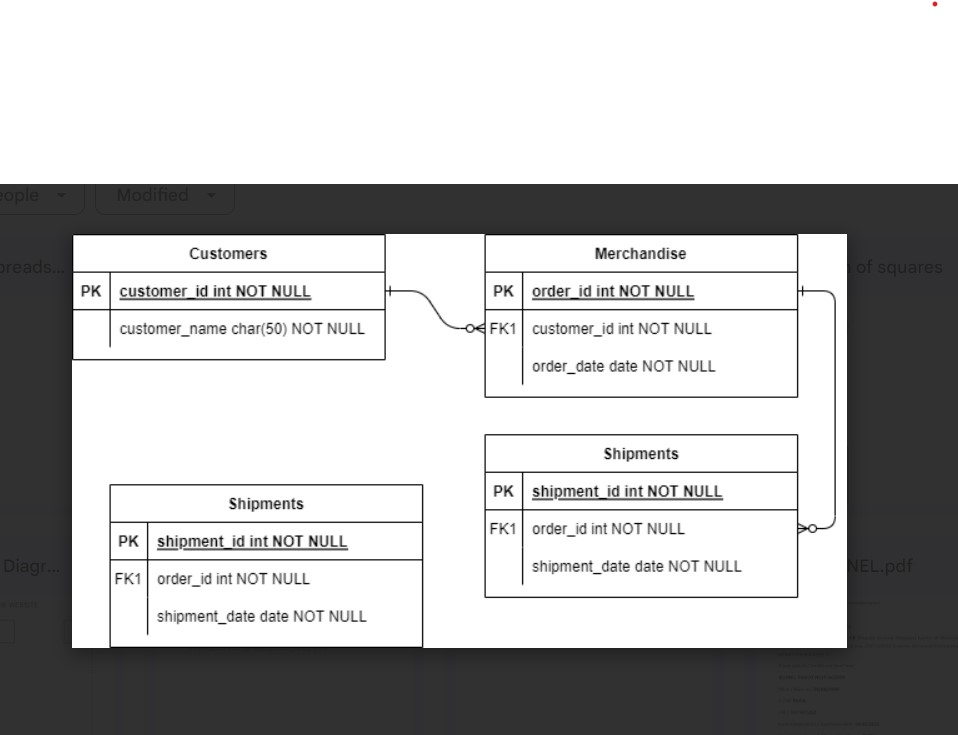 eople
Modified
preads...
of squares
Customers
PK customer_id int NOT NULL
customer_name char(50) NOT NULL
Merchandise
PK order_id int NOT NULL
FK1 customer_id int NOT NULL
order_date date NOT NULL
Shipments
PK shipment_id int NOT NULL
FK1 order_id int NOT NULL
shipment_date date NOT NULL
Shipments
PK shipment_id int NOT NULL
FK1 order_id int NOT NULL
shipment_date date NOT NULL
Diagr...
NEL.pdf